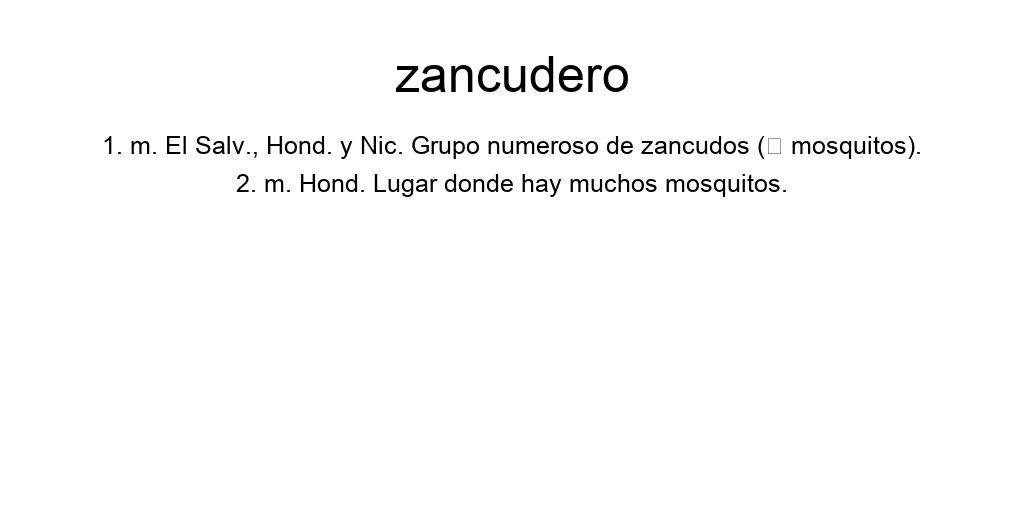 zancudero
1. m. El Salv., Hond. y Nic. Grupo numeroso de zancudos (□ mosquitos).
2. m. Hond. Lugar donde hay muchos mosquitos.